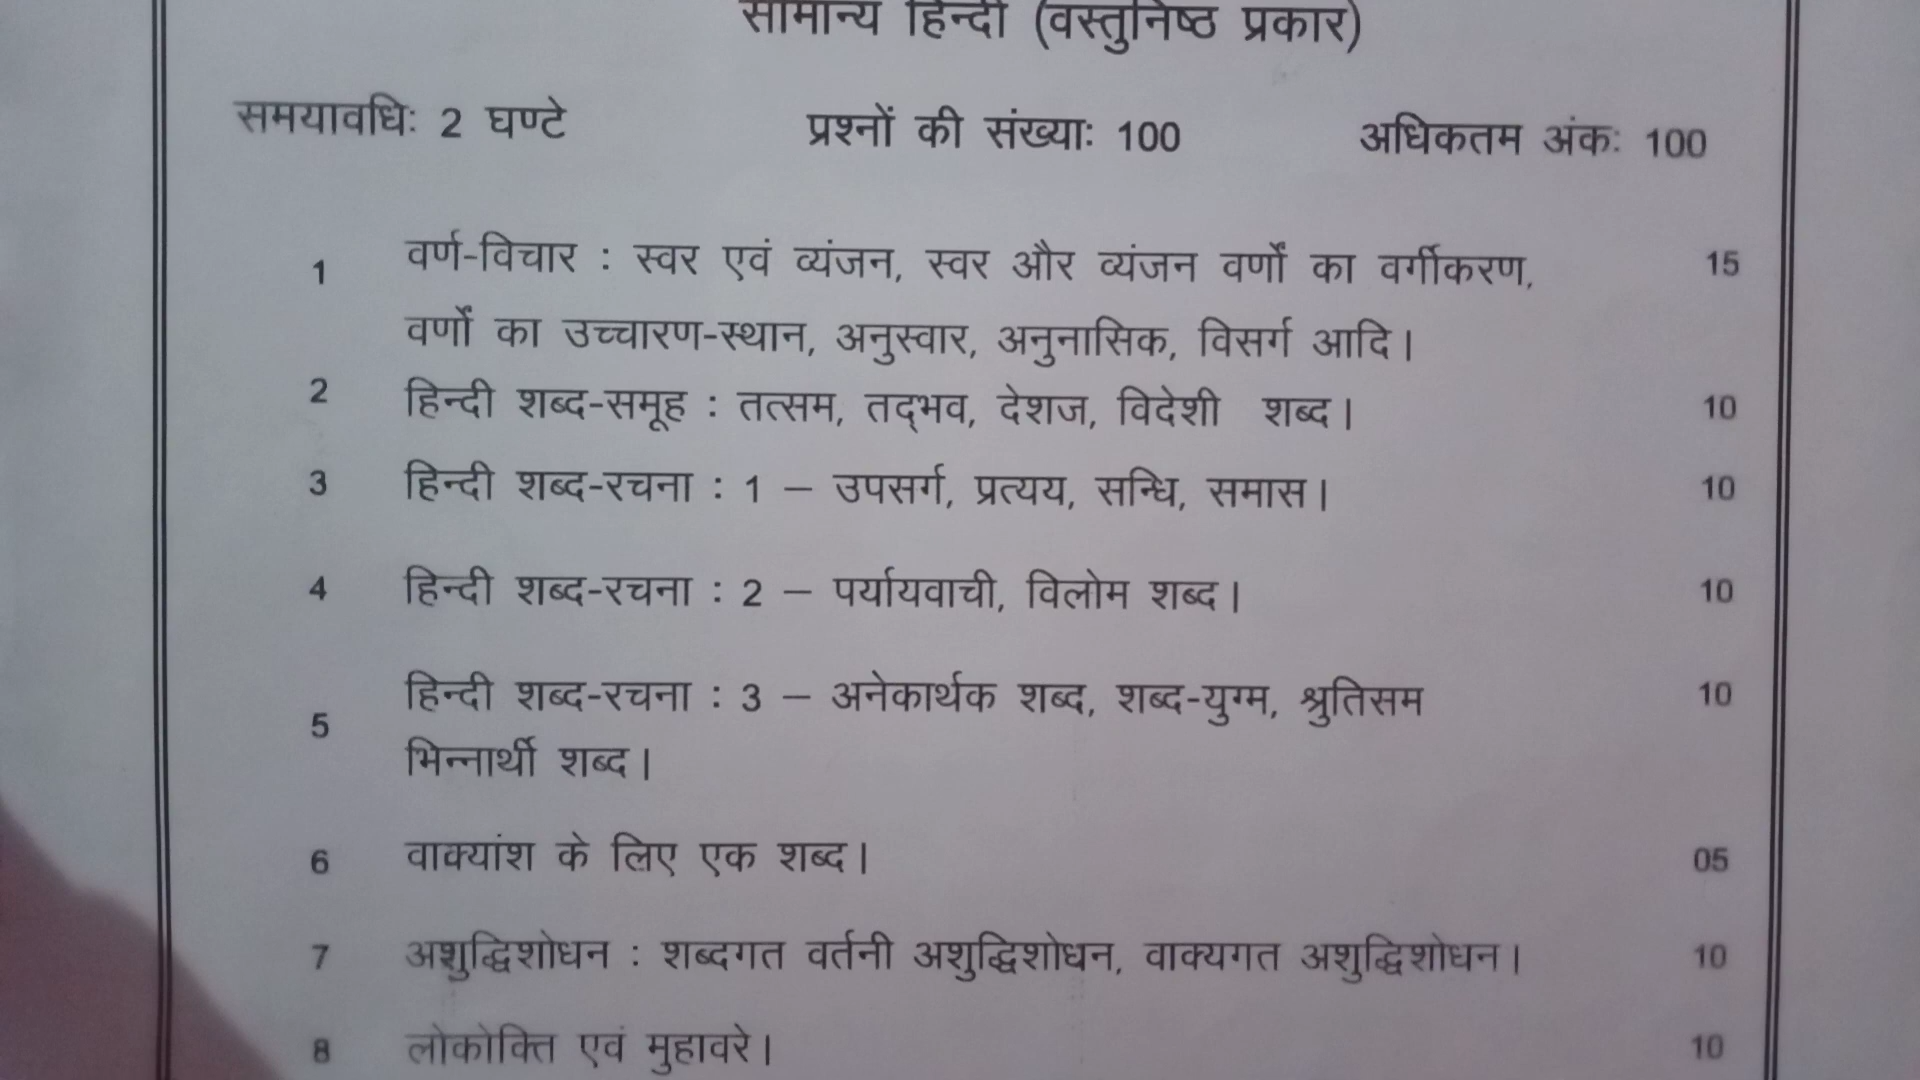 सामान्य हिन्दी (वस्तुनिष्ठ प्रकार)
समयावधिः 2 घण्टे प्रश्नों की संख्याः 100 अधिकतम अंकः 100
1 वर्ण-विचार : स्वर एवं व्यंजन, स्वर और व्यंजन वर्णों का वर्गीकरण, 15
वर्णों का उच्चारण-स्थान, अनुस्वार, अनुनासिक, विसर्ग आदि।
2 हिन्दी शब्द-समूह : तत्सम, तद्भव, देशज, विदेशी शब्द। 10
3 हिन्दी शब्द-रचना : 1 – उपसर्ग, प्रत्यय, सन्धि, समास। 10
4 हिन्दी शब्द-रचना : 2 – पर्यायवाची, विलोम शब्द। 10
5 हिन्दी शब्द-रचना : 3 – अनेकार्थक शब्द, शब्द-युग्म, श्रुतिसम 10
भिन्नार्थी शब्द।
6 वाक्यांश के लिए एक शब्द। 05
7 अशुद्धिशोधन : शब्दगत वर्तनी अशुद्धिशोधन, वाक्यगत अशुद्धिशोधन। 10
8 लोकोक्ति एवं मुहावरे। 10